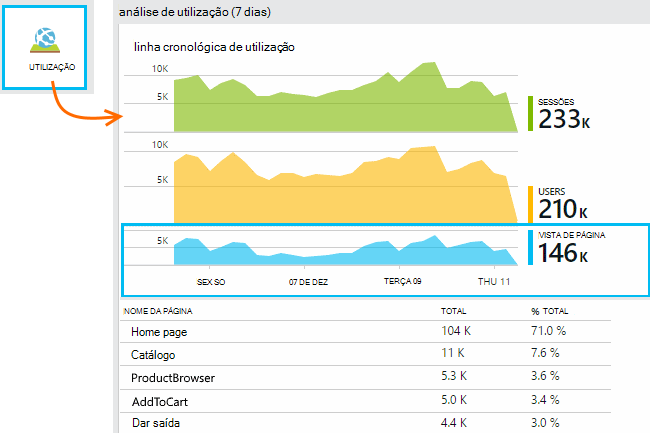 UTILIZAÇÃO
análise de utilização (7 dias)
linha cronológica de utilização
10K
5K
SESSÕES
233K
10K
5K
USERS
210K
5K
VISTA DE PÁGINA
146K
SEX SO
07 DE DEZ
TERÇA 09
THU 11
NOME DA PÁGINA TOTAL % TOTAL
Home page 104 K 71.0 %
Catálogo 11 K 7.6 %
ProductBrowser 5.3 K 3.6 %
AddToCart 5.0 K 3.4 %
Dar saída 4.4 K 3.0 %